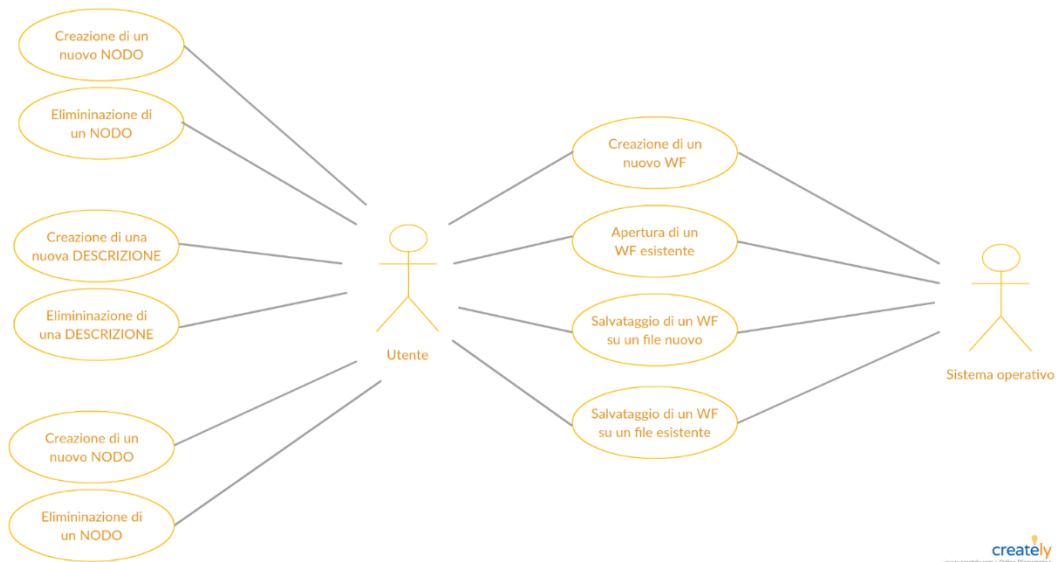 Creazione di un
nuovo NODO
Elimininazione di
un NODO
Creazione di una
nuova DESCRIZIONE
Elimininazione di
una DESCRIZIONE
Creazione di un
nuovo NODO
Elimininazione di
un NODO
Utente
Creazione di un
nuovo WF
Apertura di un
WF esistente
Salvataggio di un WF
su un file nuovo
Salvataggio di un WF
su un file esistente
Sistema operativo
creately